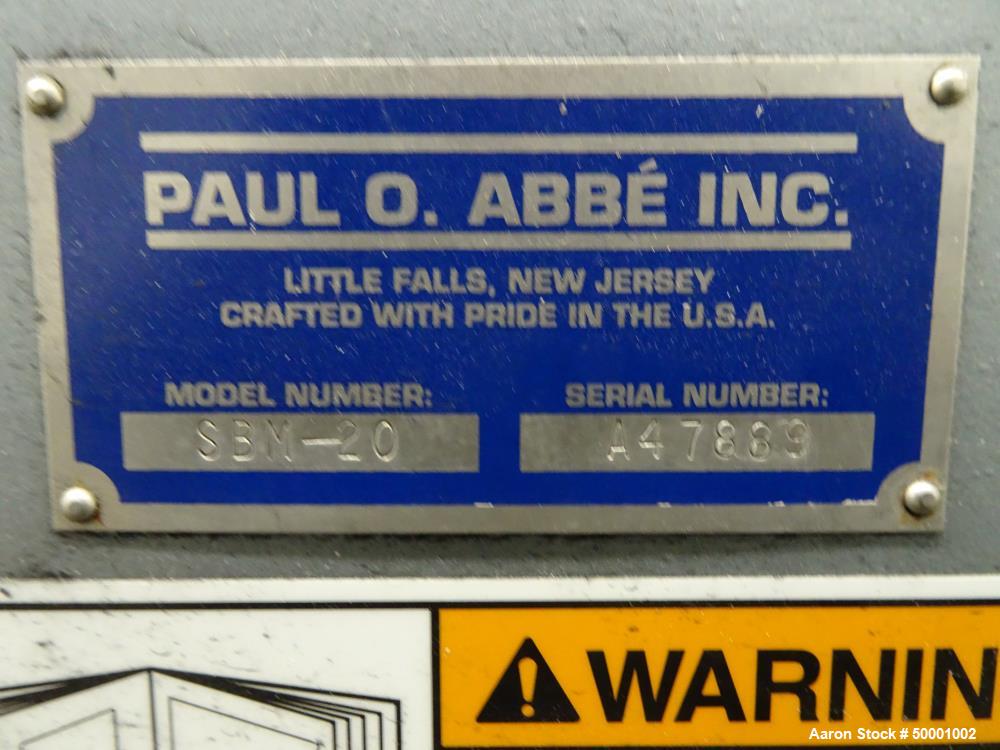 PAUL O. ABBÉ INC.
LITTLE FALLS, NEW JERSEY
CRAFTED WITH PRIDE IN THE U.S.A.
MODEL NUMBER: SERIAL NUMBER:
SBM-20 A47889
WARNIN
Aaron Stock # 50001002